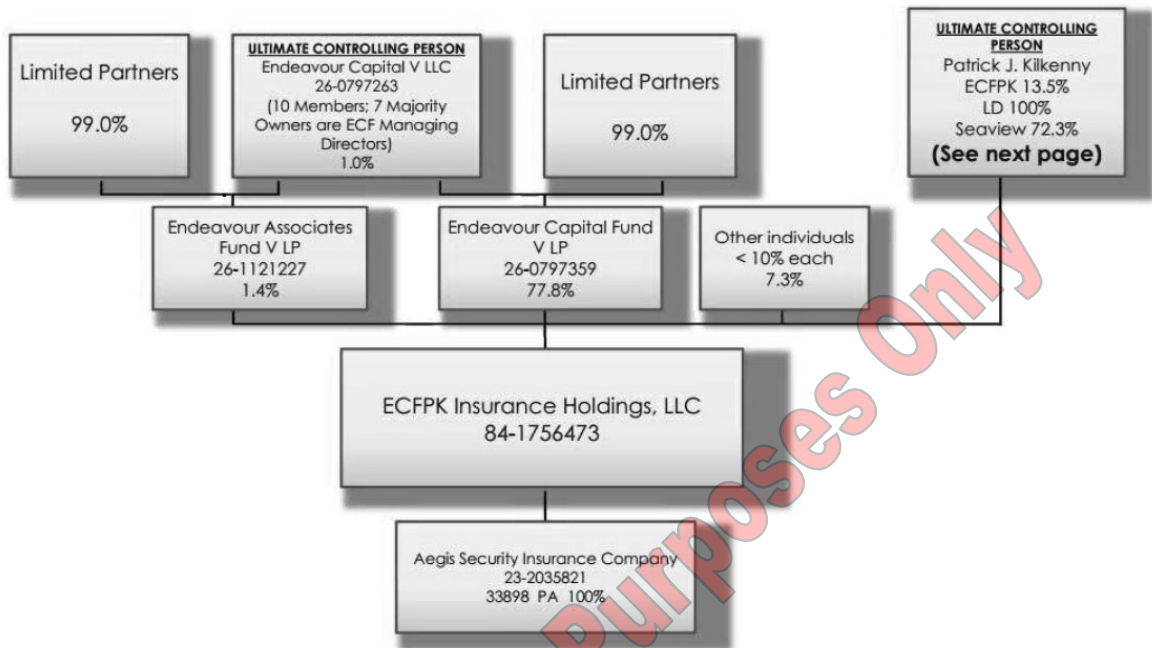 Limited Partners
99.0%
ULTIMATE CONTROLLING PERSON
Endeavour Capital V LLC
26-0797263
(10 Members; 7 Majority
Owners are ECF Managing
Directors)
1.0%
Limited Partners
99.0%
ULTIMATE CONTROLLING
PERSON
Patrick J. Kilkenny
ECFPK 13.5%
LD 100%
Seaview 72.3%
(See next page)
Endeavour Associates
Fund V LP
26-1121227
1.4%
Endeavour Capital Fund
V LP
26-0797359
77.8%
Other individuals
< 10% each
7.3%
ECFPK Insurance Holdings, LLC
84-1756473
Aegis Security Insurance Company
23-2035821
33898 PA 100%
Purposes Only